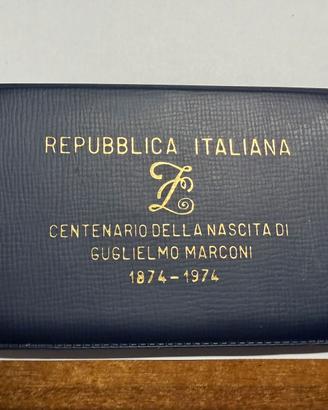 REPUBBLICA ITALIANA
CENTENARIO DELLA NASCITA DI
GUGLIELMO MARCONI
1874-1974